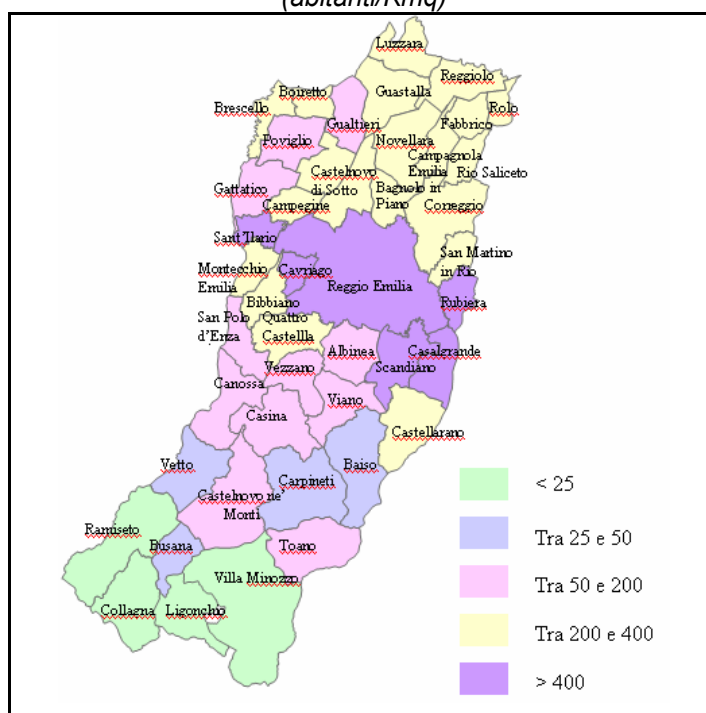 (abitanti/Kmq)
Luzzara
Reggiolo
Boiretto
Guastalla
Brescello
Rolo
Gualtieri
Fabbrico
Poviglio
Novellara
Campagnola
Emilia
Rio Saliceto
Castelnovo
di Sotto
Bagnolo in
Piano
Gattatico
Campegine
Correggio
Sant'Ilario
San Martino
in Rio
Montecchio
Emilia
Cavriago
Reggio Emilia
Rubiera
Bibbiano
San Polo
d'Enza
Quattro
Castellla
Albinea
Casalgrande
Scandiano
Vezzano
Canossa
Viano
Casina
Castellarano
Vetto
Baiso
Carpineti
Castelnovo ne'
Monti
Ramiseto
Busana
Toano
Villa Minozzo
Collagna
Ligonchio
< 25
Tra 25 e 50
Tra 50 e 200
Tra 200 e 400
> 400